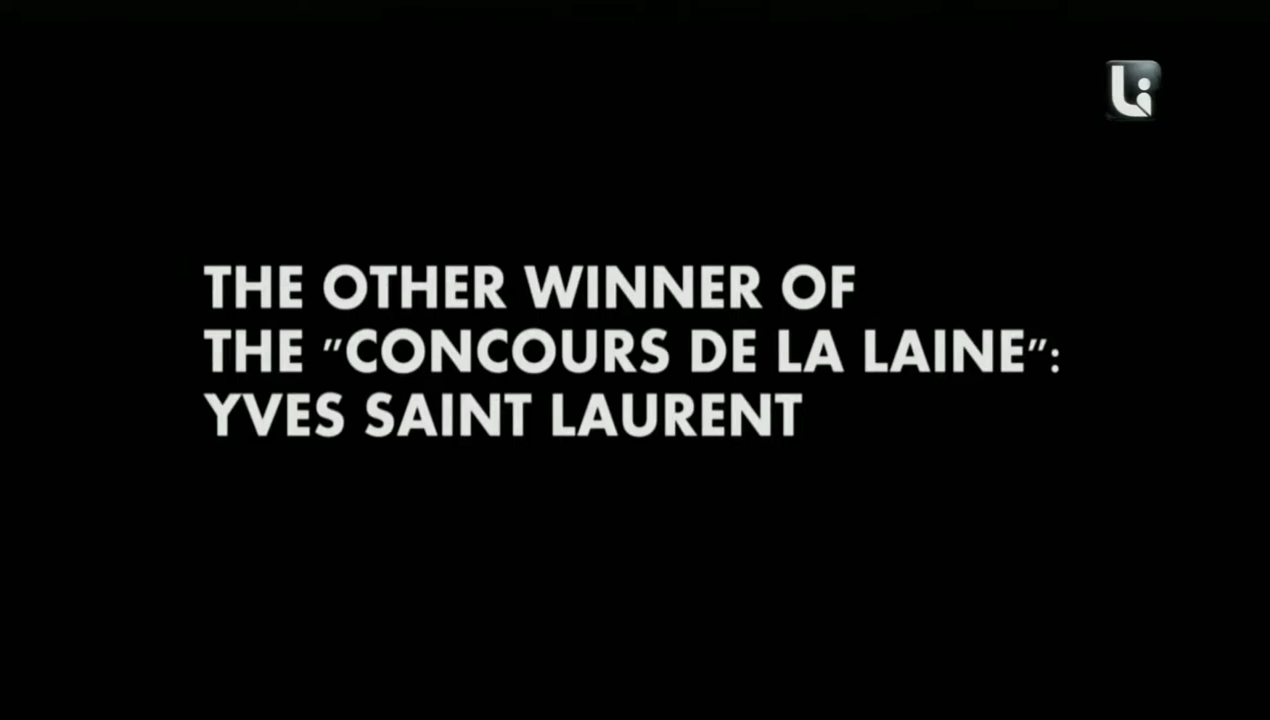 THE OTHER WINNER OF
THE "CONCOURS DE LA LAINE":
YVES SAINT LAURENT